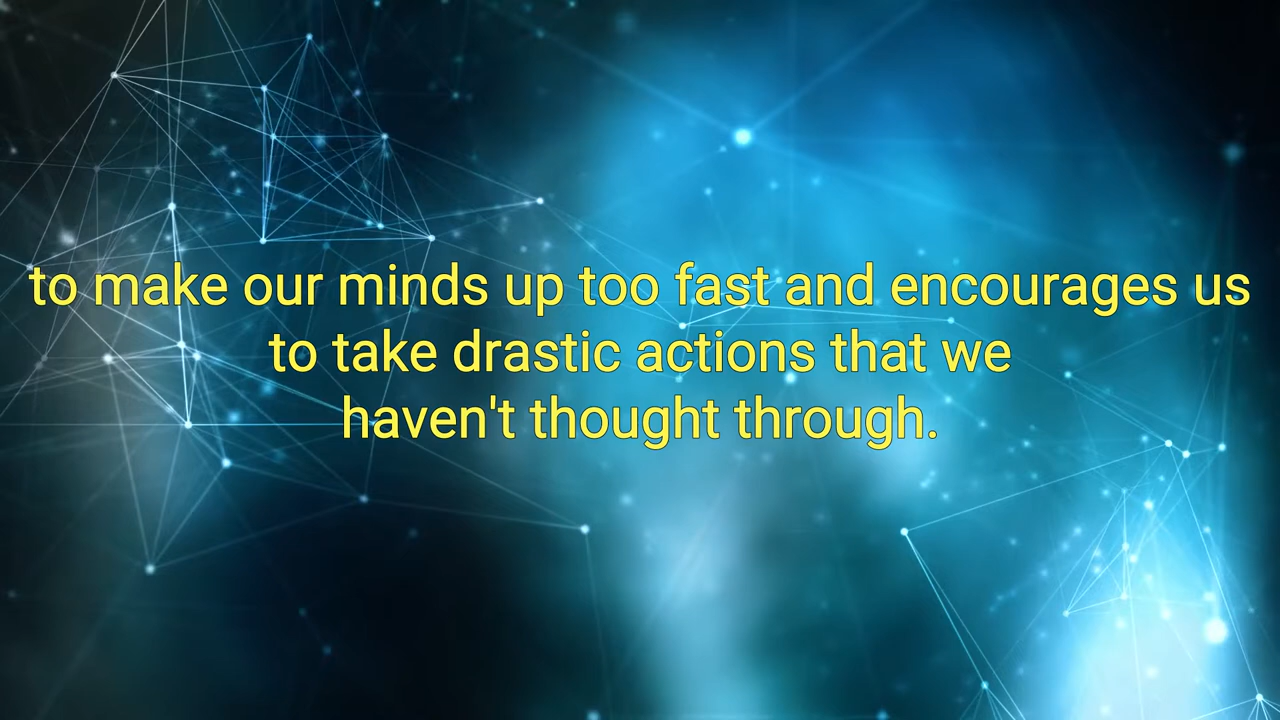 to make our minds up too fast and encourages us
to take drastic actions that we
haven't thought through.